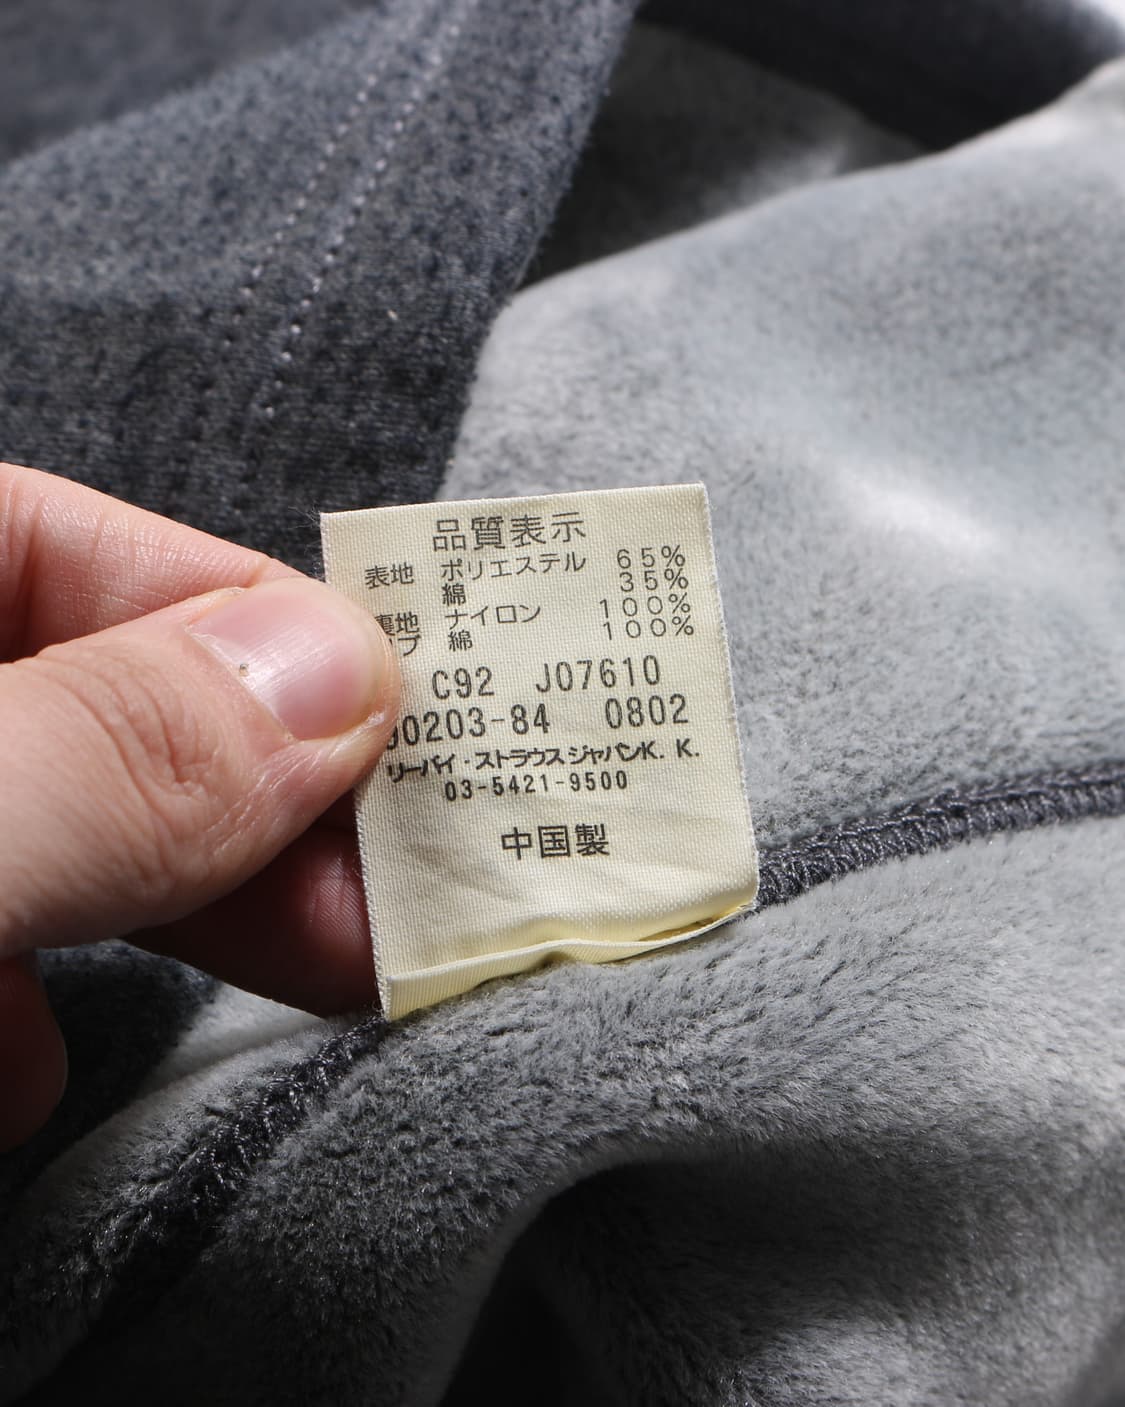 品質表示
表地 ポリエステル 65%
綿 35%
裏地 ナイロン 100%
綿 100%
C92 J07610
0203-84 0802
リーバイ・ストラウス ジャパンK. K.
03-5421-9500
中国製